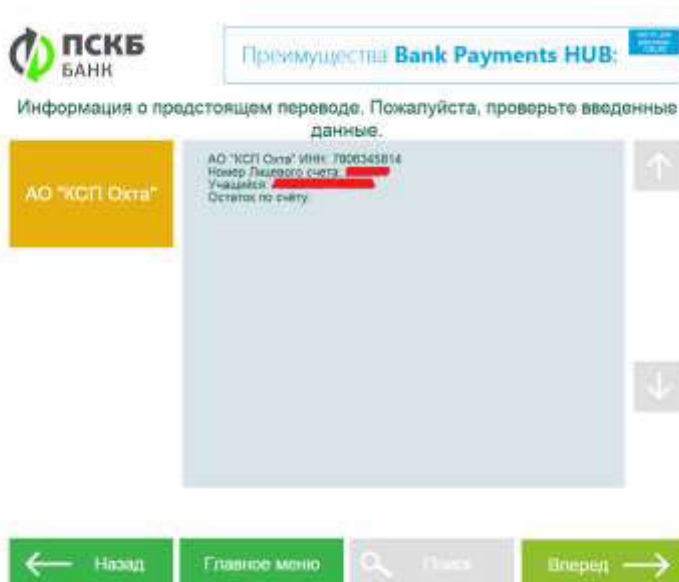 ПСКБ
БАНК
Преимущества Bank Payments HUB:
Информация о предстоящем переводе. Пожалуйста, проверьте введенные
данные.
АО "КСП Охта"
АО "КСП Охта" ИНН: 7806345814
Номер Лицевого счета:
Учащийся:
Остаток по счёту:
Назад
Главное меню
Поиск
Вперед